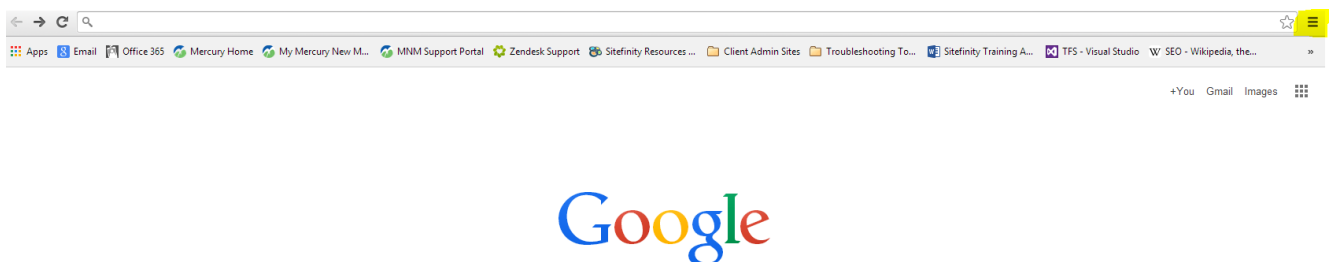 Apps Email Office 365 Mercury Home My Mercury New M... MNM Support Portal Zendesk Support Sitefinity Resources ... Client Admin Sites Troubleshooting To... Sitefinity Training A... TFS - Visual Studio W SEO - Wikipedia, the... »
+You Gmail Images
Google